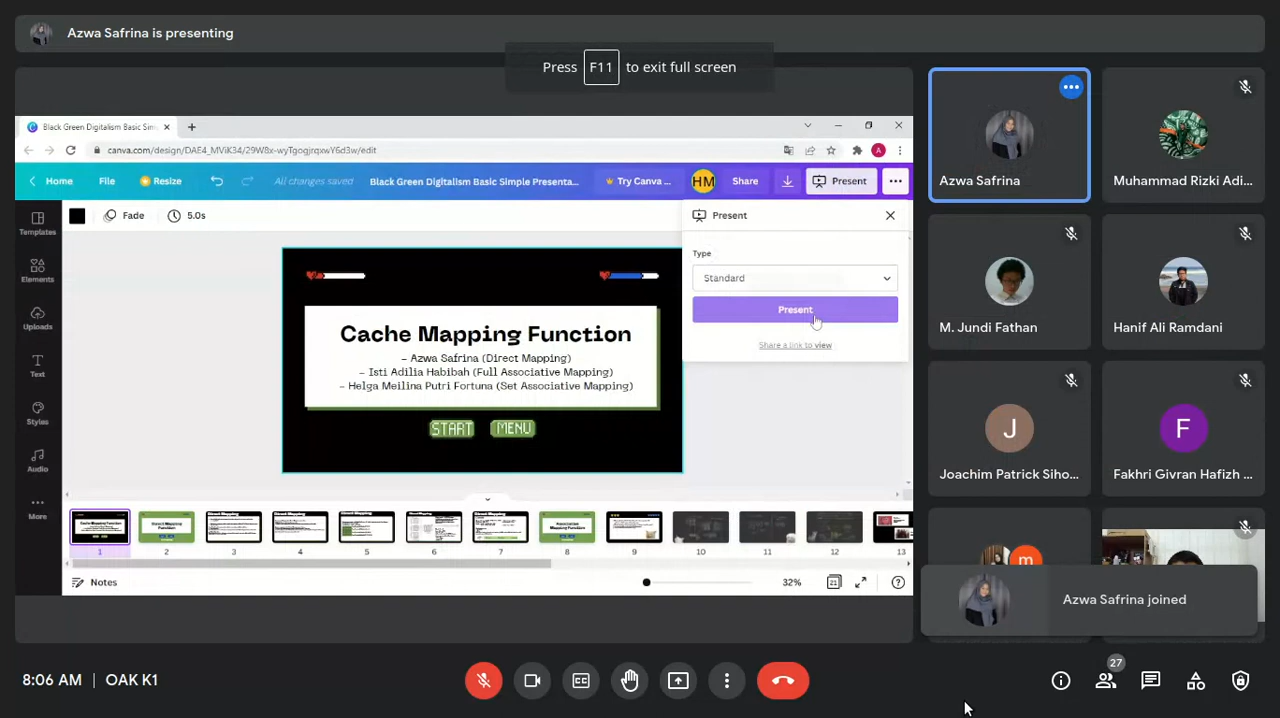 Azwa Safrina is presenting
Press F11 to exit full screen
Black Green Digitalism Basic Sim
canva.com/design/DAE4_MViK34/29W8x-wyTgogjrqxwY6d3w/edit
Home File Resize All changes saved Black Green Digitalism Basic Simple Presenta... Try Canva ... HM Share Present
A
Fade 5.0s
Templates
Elements
Uploads
Text
Styles
Audio
More
Present
Type
Standard
Present
Share a link to view
Cache Mapping Function
– Azwa Safrina (Direct Mapping)
– Isti Adilia Habibah (Full Associative Mapping)
– Helga Meilina Putri Fortuna (Set Associative Mapping)
START MENU
Cache Mapping Function
1 2 3 4 5 6 7 8 9 10 11 12 13
Notes
32%
21
Azwa Safrina
Muhammad Rizki Adi...
M. Jundi Fathan
Hanif Ali Ramdani
J
Joachim Patrick Siho...
F
Fakhri Givran Hafizh ...
m
Azwa Safrina joined
8:06 AM | OAK K1
CC
27